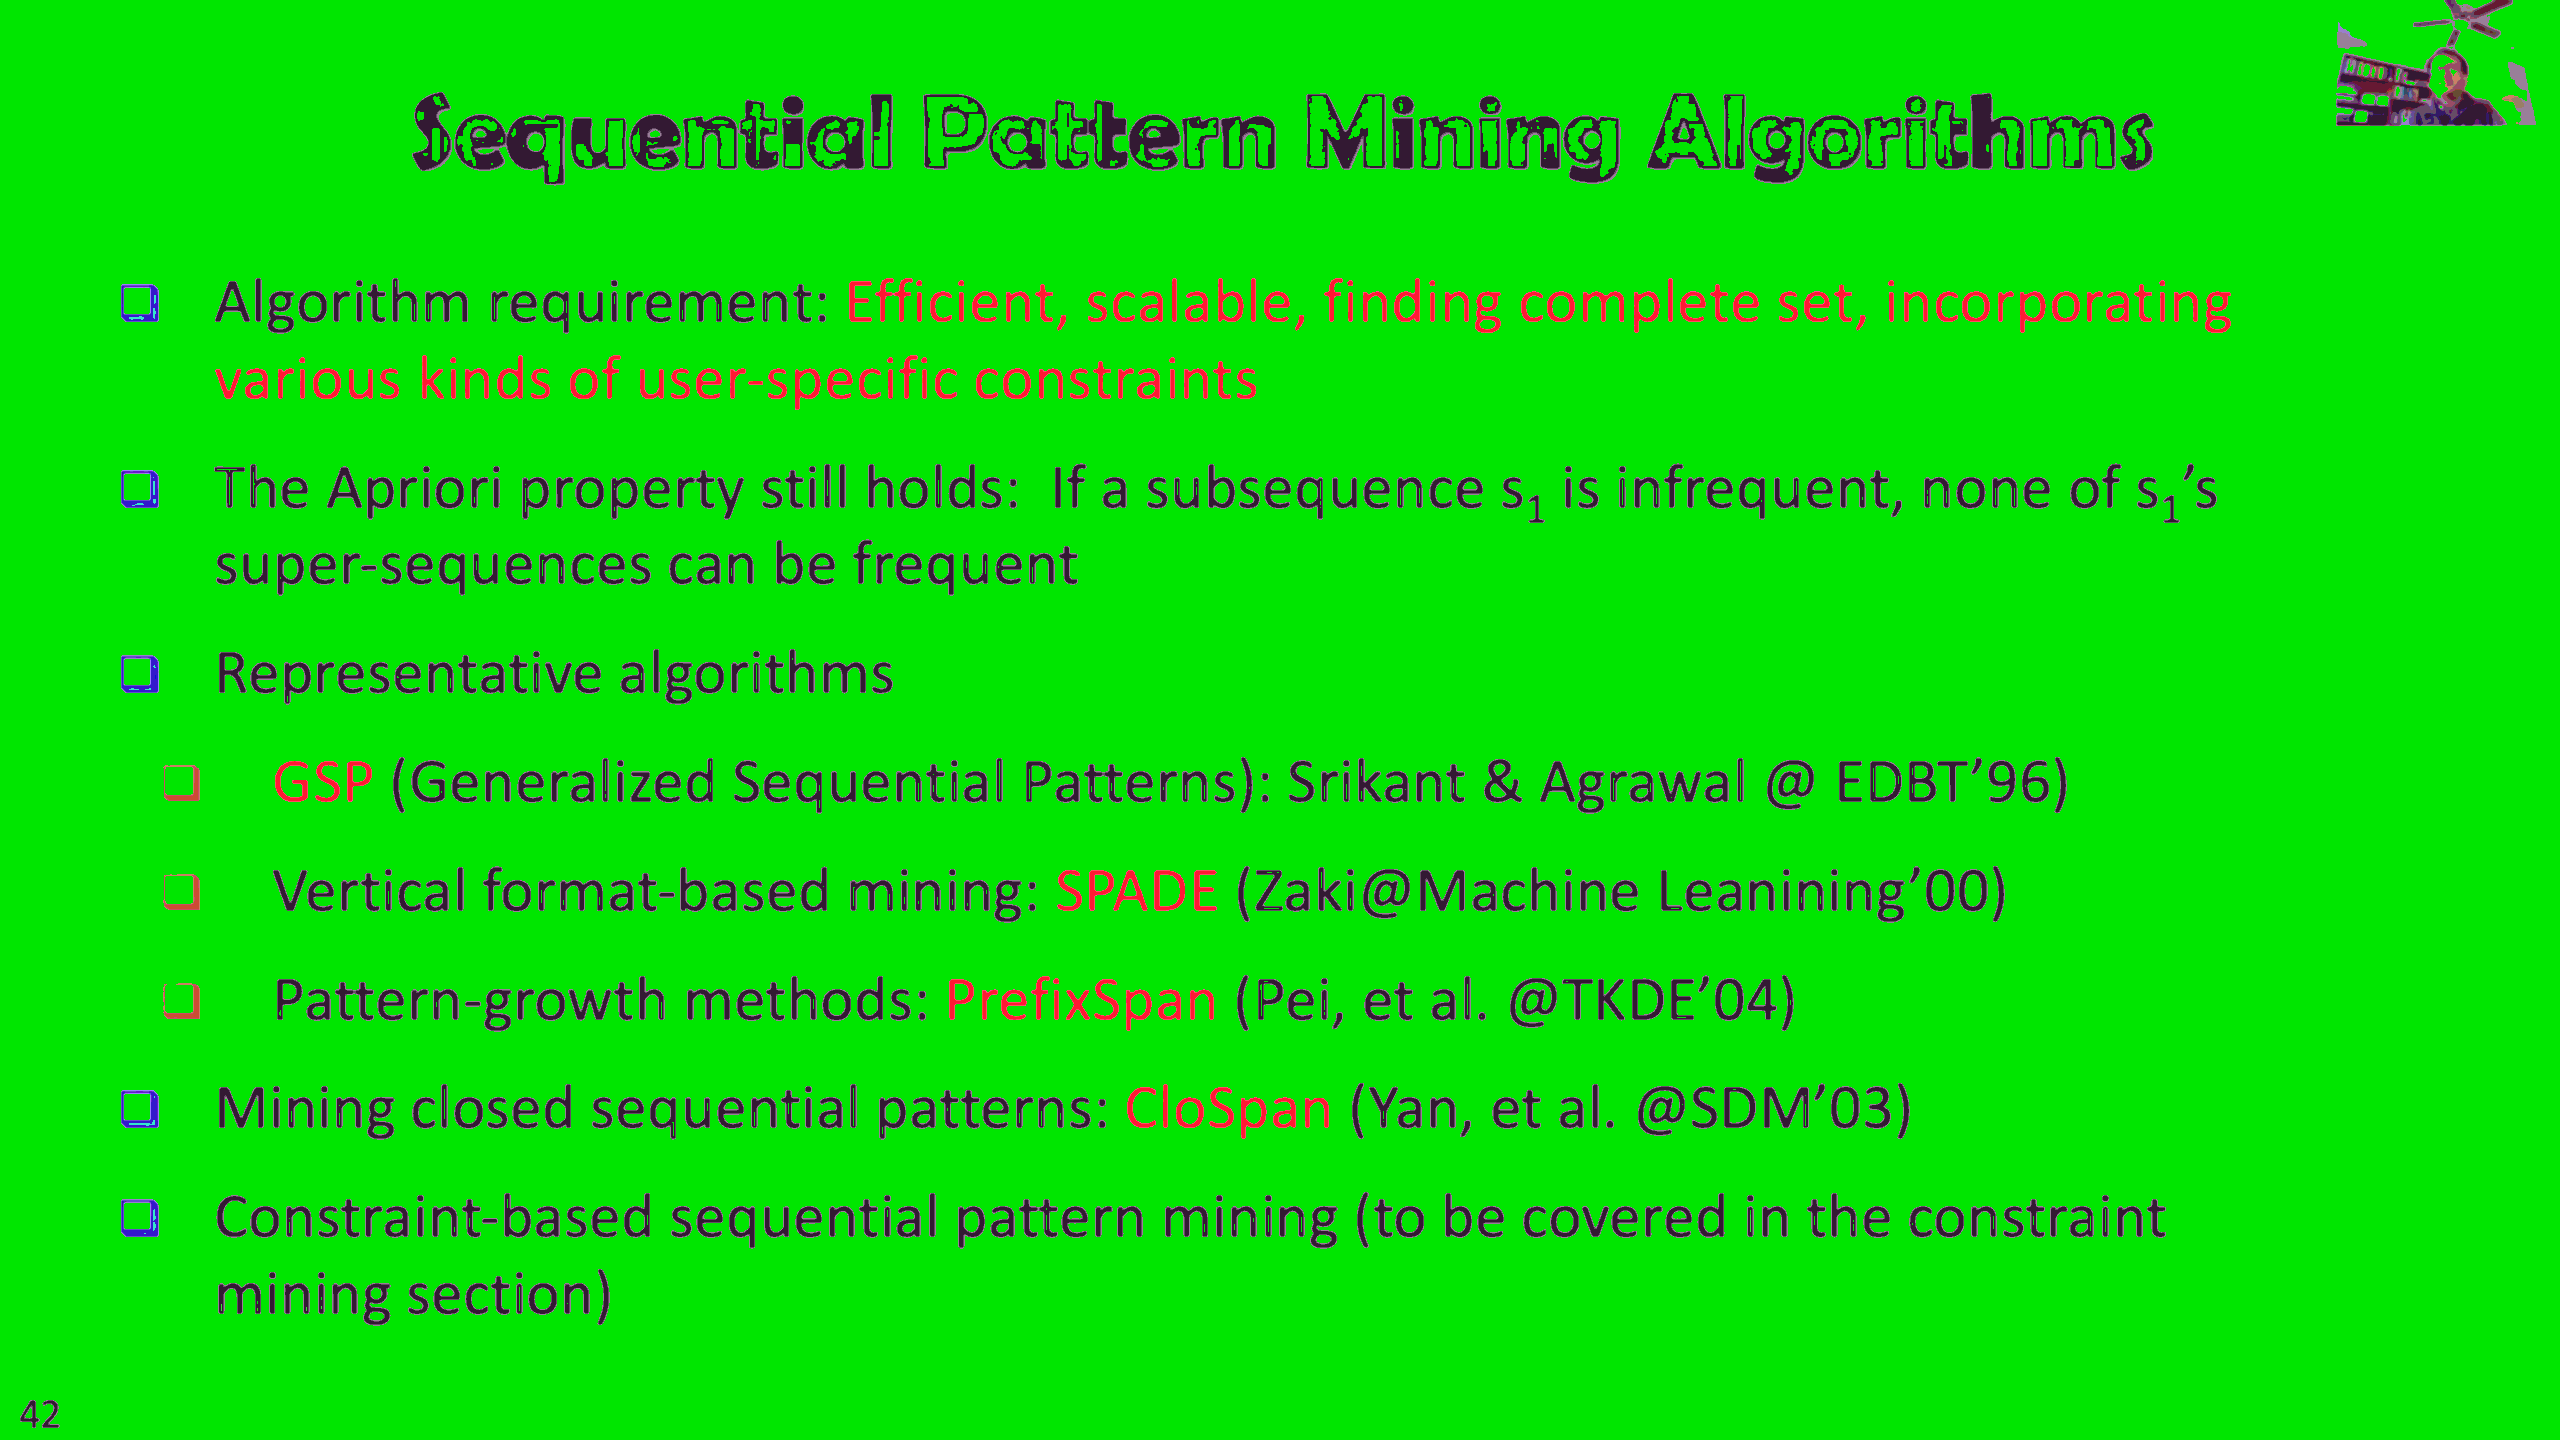 Sequential Pattern Mining Algorithms
Algorithm requirement: Efficient, scalable, finding complete set, incorporating
various kinds of user-specific constraints
The Apriori property still holds: If a subsequence s₁ is infrequent, none of s₁’s
super-sequences can be frequent
Representative algorithms
GSP (Generalized Sequential Patterns): Srikant & Agrawal @ EDBT’96)
Vertical format-based mining: SPADE (Zaki@Machine Leanining’00)
Pattern-growth methods: PrefixSpan (Pei, et al. @TKDE’04)
Mining closed sequential patterns: CloSpan (Yan, et al. @SDM’03)
Constraint-based sequential pattern mining (to be covered in the constraint
mining section)
42